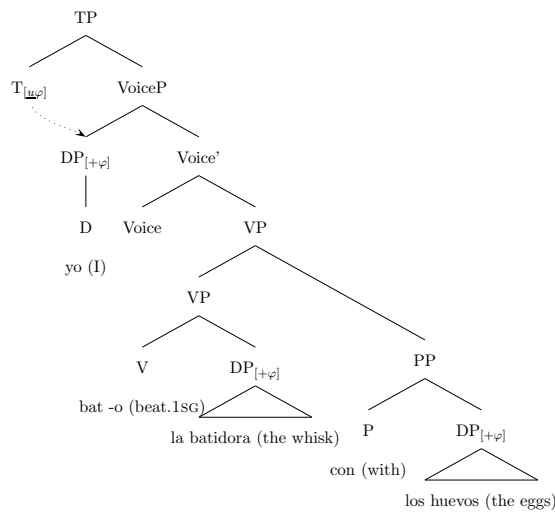 TP
T[uφ] VoiceP
DP[+φ] Voice'
D Voice VP
yo (I)
VP
V DP[+φ] PP
bat -o (beat.1SG)
la batidora (the whisk) P DP[+φ]
con (with)
los huevos (the eggs)